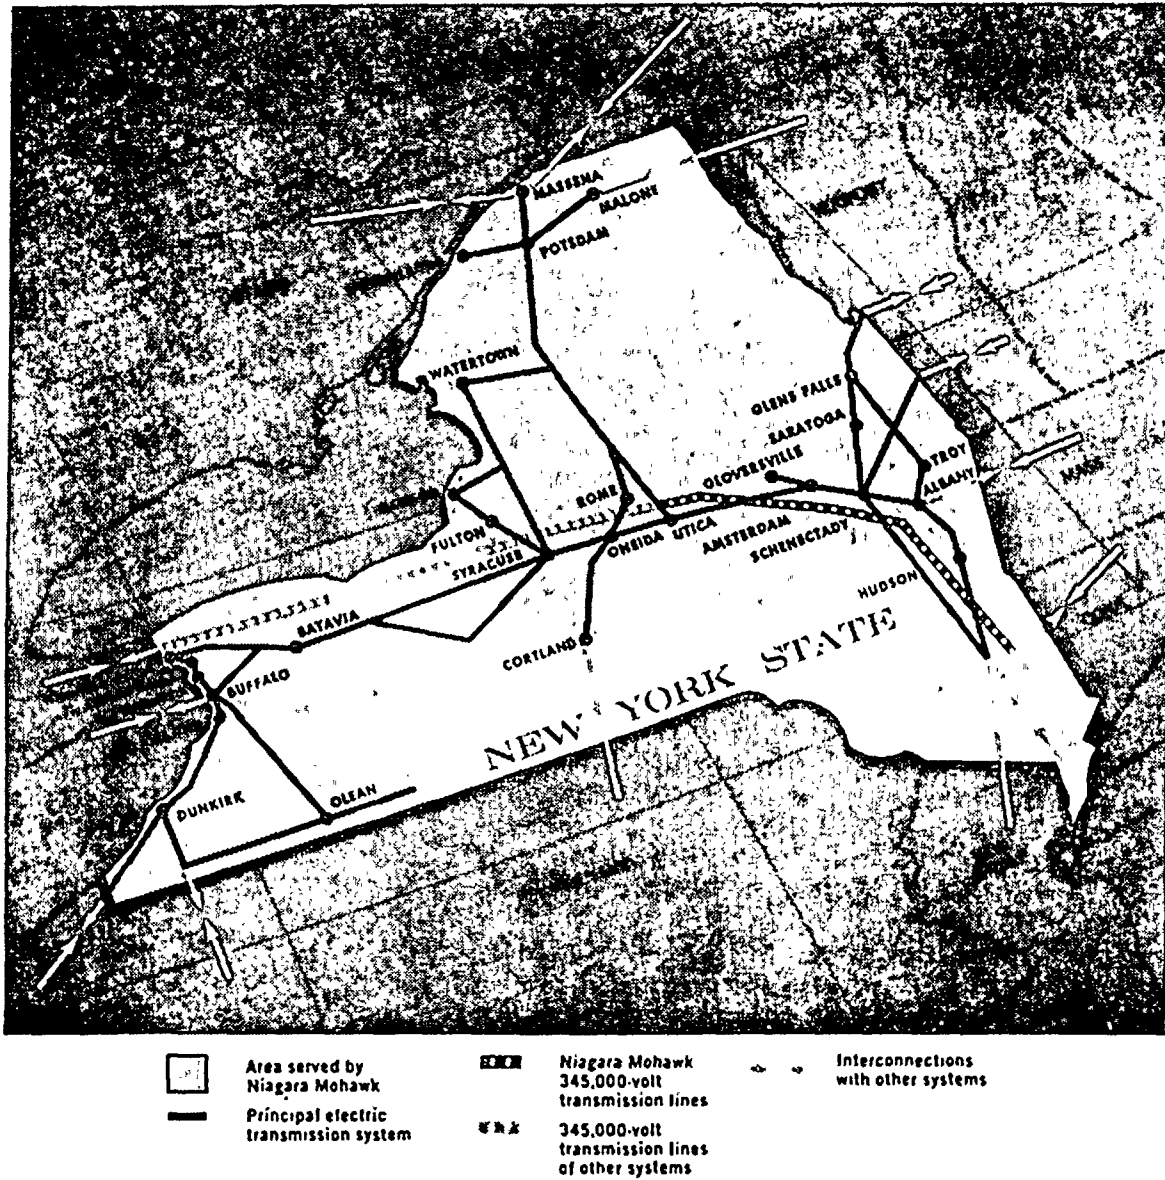 MASSENA
MALONE
POTSDAM
WATERTOWN
GLENS FALLS
SARATOGA
GLOVERSVILLE
TROY
ALBANY
MASS
ROME
FULTON
SYRACUSE
ONEIDA
UTICA
AMSTERDAM
SCHENECTADY
HUDSON
BATAVIA
CORTLAND
BUFFALO
NEW YORK STATE
DUNKIRK
OLEAN
Area served by
Niagara Mohawk
Principal electric
transmission system
Niagara Mohawk
345,000-volt
transmission lines
345,000-volt
transmission lines
of other systems
Interconnections
with other systems